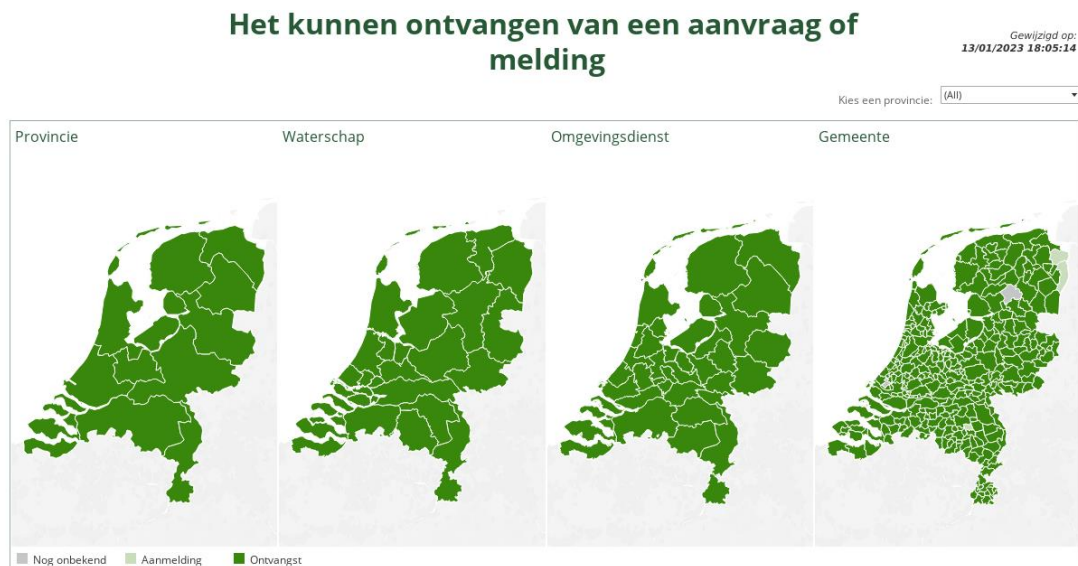 Het kunnen ontvangen van een aanvraag of
melding
Gewijzigd op:
13/01/2023 18:05:14
Kies een provincie:
(All)
Provincie
Waterschap
Omgevingsdienst
Gemeente
Nog onbekend
Aanmelding
Ontvangst